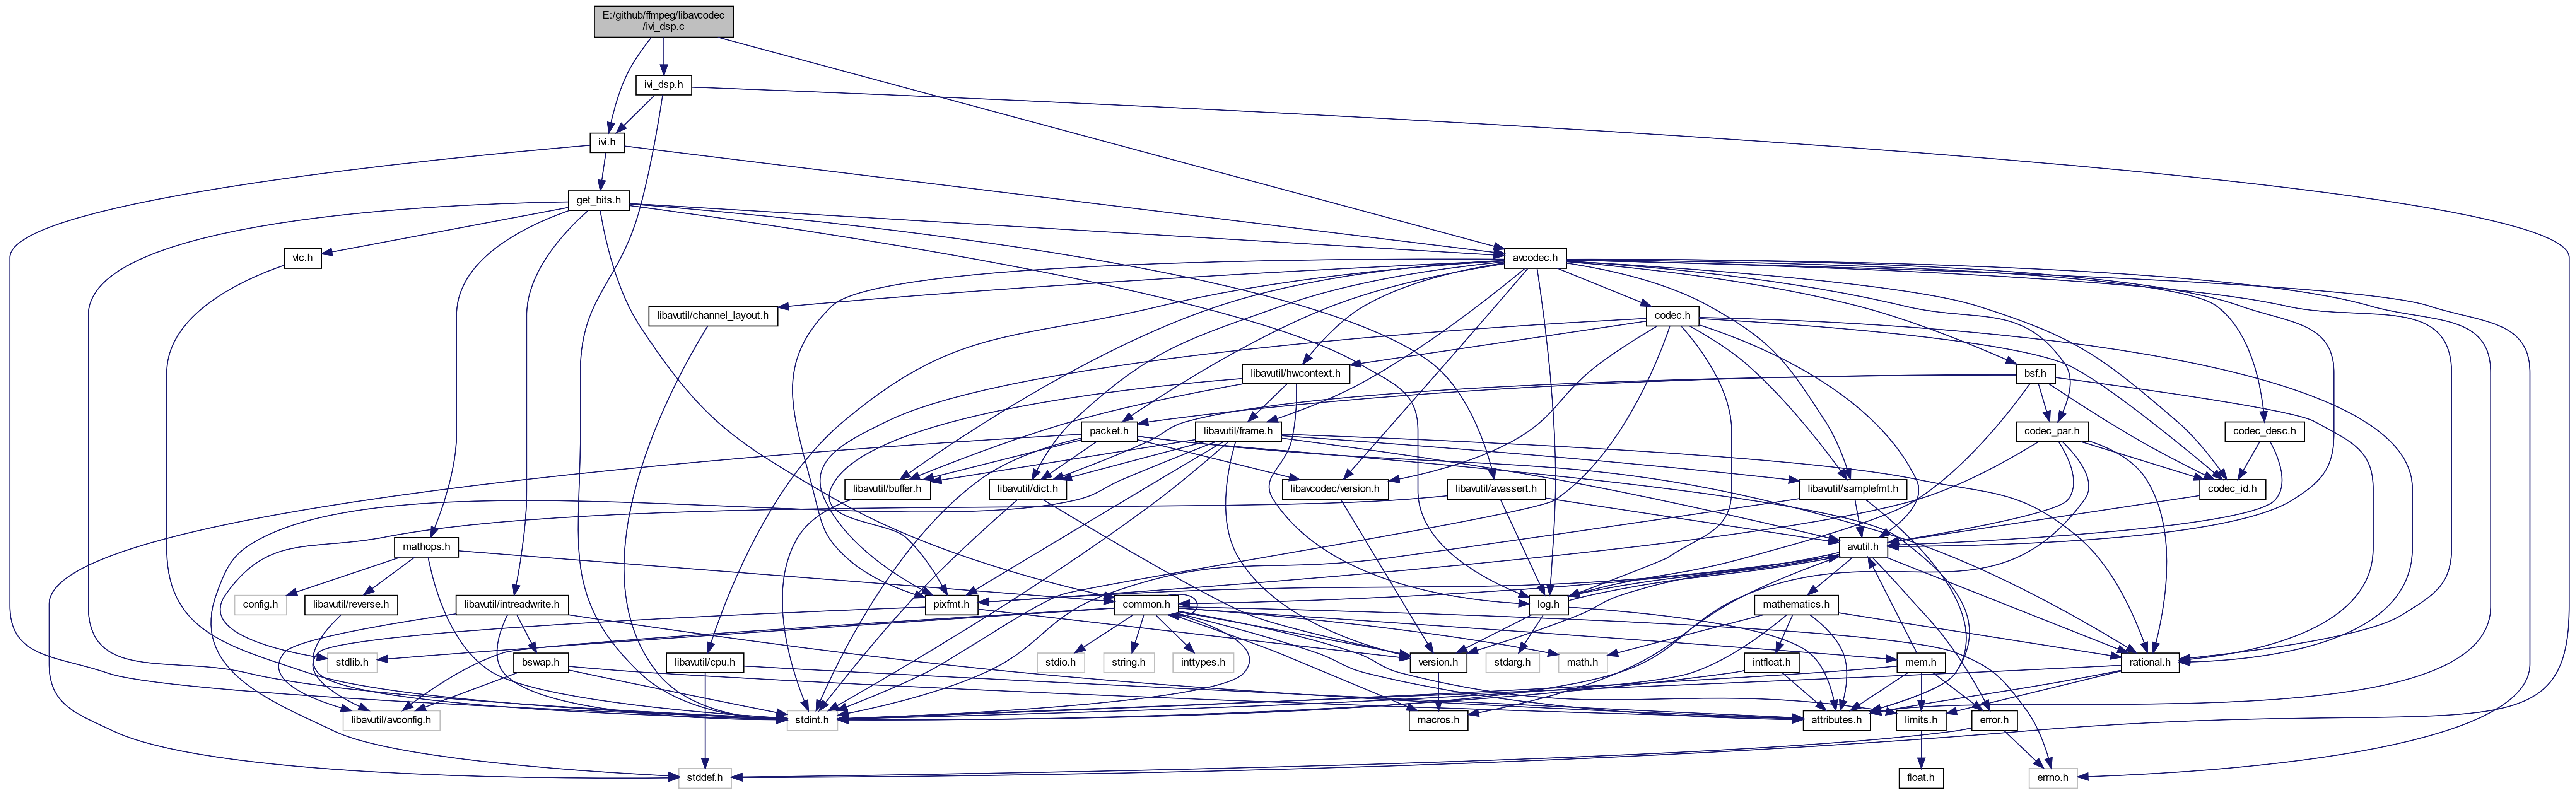 E:/github/ffmpeg/libavcodec
/ivi_dsp.c
ivi_dsp.h
ivi.h
get_bits.h
vlc.h
avcodec.h
libavutil/channel_layout.h
codec.h
libavutil/hwcontext.h
bsf.h
packet.h
libavutil/frame.h
codec_par.h
codec_desc.h
libavutil/buffer.h
libavutil/dict.h
libavcodec/version.h
libavutil/avassert.h
libavutil/samplefmt.h
codec_id.h
mathops.h
avutil.h
config.h
libavutil/reverse.h
libavutil/intreadwrite.h
pixfmt.h
common.h
log.h
mathematics.h
stdlib.h
bswap.h
libavutil/cpu.h
stdio.h
string.h
inttypes.h
version.h
stdarg.h
math.h
intfloat.h
mem.h
rational.h
libavutil/avconfig.h
stdint.h
macros.h
attributes.h
limits.h
error.h
stddef.h
float.h
errno.h